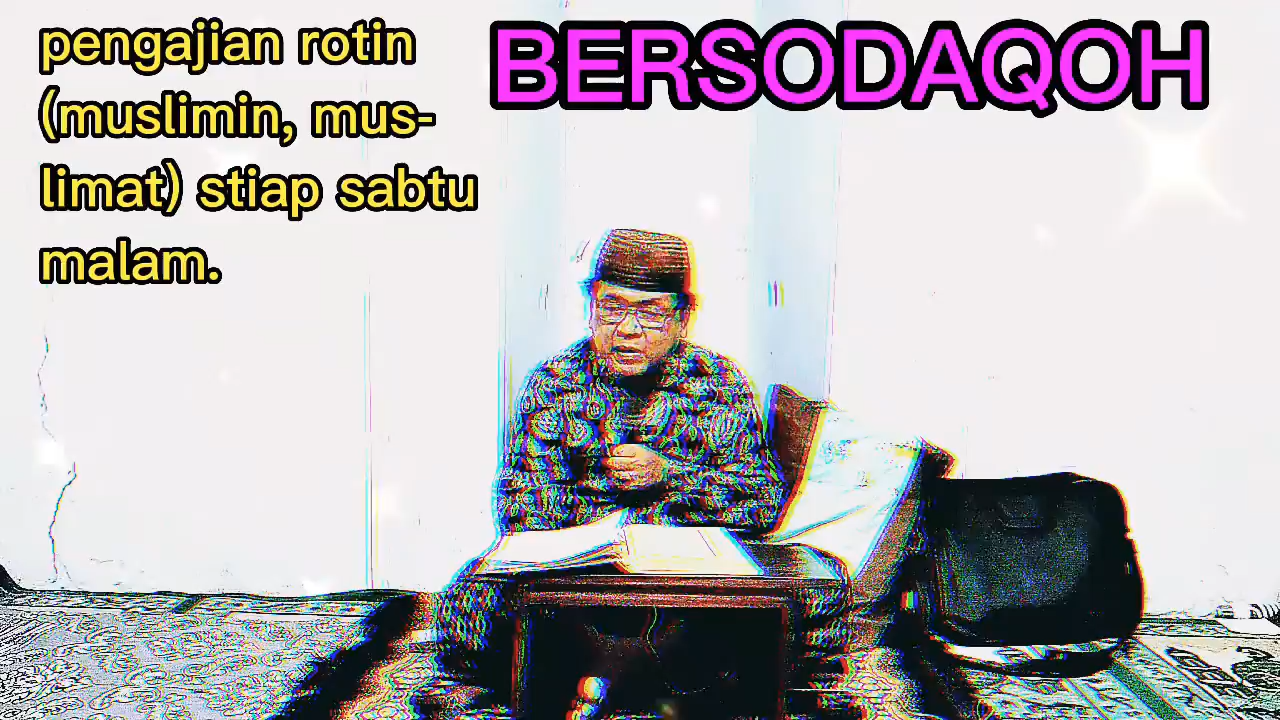 pengajian rotin
(muslimin, mus-
limat) stiap sabtu
malam.
BERSODAQOH